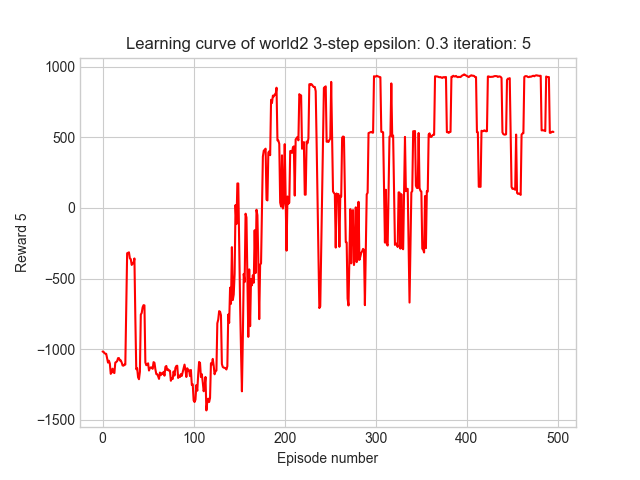 Learning curve of world2 3-step epsilon: 0.3 iteration: 5
1000
500
0
−500
−1000
−1500
Reward 5
0 100 200 300 400 500
Episode number